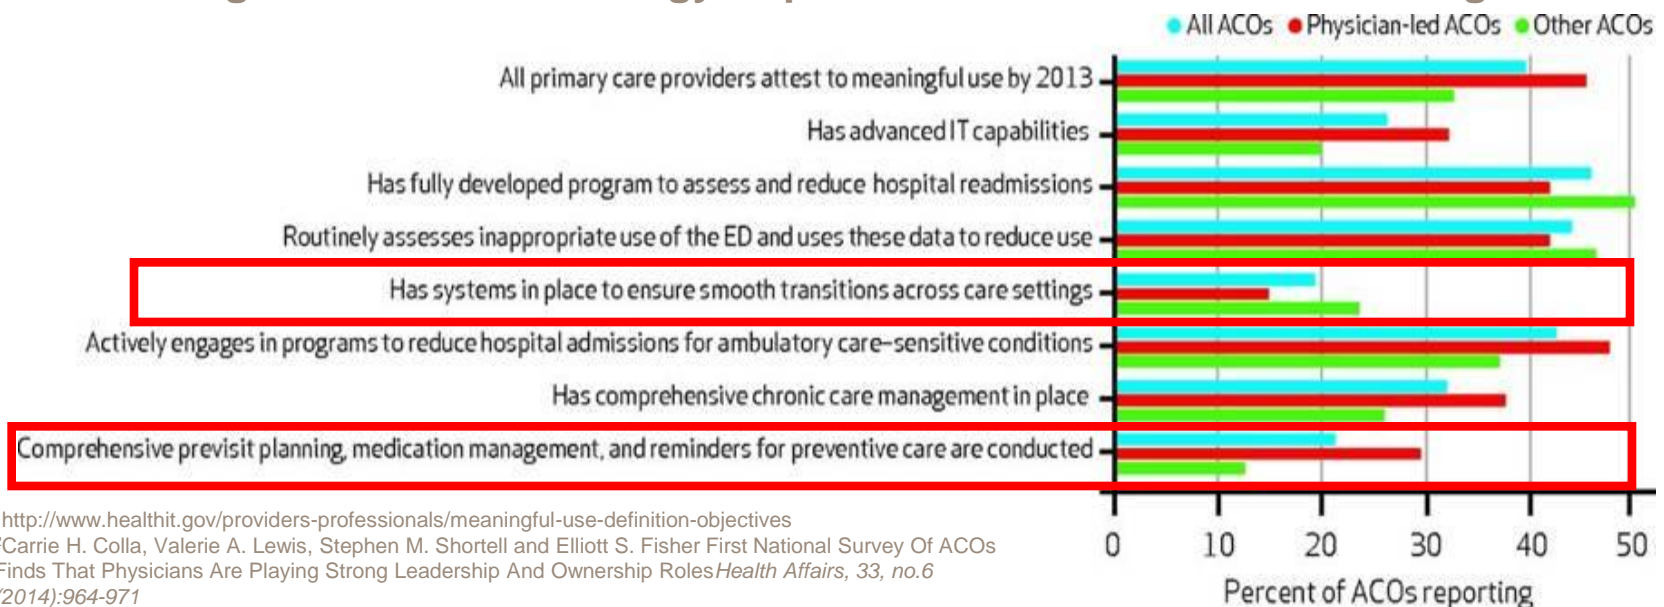 All ACOs Physician-led ACOs Other ACOs
All primary care providers attest to meaningful use by 2013
Has advanced IT capabilities
Has fully developed program to assess and reduce hospital readmissions
Routinely assesses inappropriate use of the ED and uses these data to reduce use
Has systems in place to ensure smooth transitions across care settings
Actively engages in programs to reduce hospital admissions for ambulatory care–sensitive conditions
Has comprehensive chronic care management in place
Comprehensive previsit planning, medication management, and reminders for preventive care are conducted
0 10 20 30 40 50
Percent of ACOs reporting
http://www.healthit.gov/providers-professionals/meaningful-use-definition-objectives
Carrie H. Colla, Valerie A. Lewis, Stephen M. Shortell and Elliott S. Fisher First National Survey Of ACOs
Finds That Physicians Are Playing Strong Leadership And Ownership RolesHealth Affairs, 33, no.6
(2014):964-971